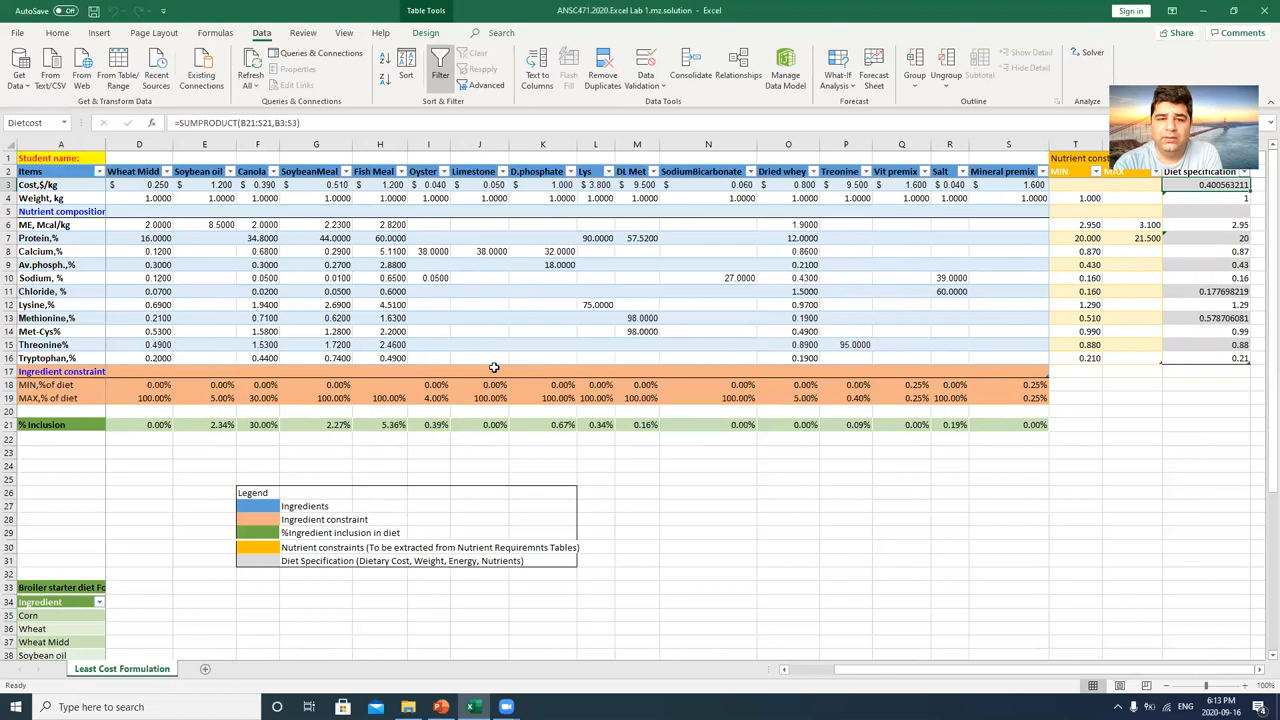 AutoSave Off
Table Tools
ANSC471.2020.Excel Lab 1.mz.solution - Excel
Sign in
File Home Insert Page Layout Formulas Data Review View Help Design Search
Share Comments
Get Data From Text/CSV From Web From Table/Range Recent Sources Existing Connections
Get & Transform Data
Refresh All Queries & Connections Properties Edit Links
Queries & Connections
Sort Filter Clear Reapply Advanced
Sort & Filter
Text to Columns Flash Fill Remove Duplicates Data Validation Consolidate Relationships Manage Data Model
Data Tools
What-If Analysis Forecast Sheet
Forecast
Group Ungroup Subtotal Show Detail Hide Detail
Outline
Solver
Analyze
Dietcost =SUMPRODUCT(B21:S21,B3:S3)
A D E F G H I J K L M N O P Q R S T U V
1 Student name: Nutrient const
2 Items Wheat Midd Soybean oil Canola SoybeanMeal Fish Meal Oyster Limestone D.phosphate Lys DL Met SodiumBicarbonate Dried whey Treonine Vit premix Salt Mineral premix MIN MAX Diet specification
3 Cost,$/kg $ 0.250 $ 1.200 $ 0.390 $ 0.510 $ 1.200 $ 0.040 $ 0.050 $ 1.000 $ 3.800 $ 9.500 $ 0.060 $ 0.800 $ 9.500 $ 1.600 $ 0.040 $ 1.600 0.400563211
4 Weight, kg 1.0000 1.0000 1.0000 1.0000 1.0000 1.0000 1.0000 1.0000 1.0000 1.0000 1.0000 1.0000 1.0000 1.0000 1.0000 1.0000 1.000 1
5 Nutrient composition
6 ME, Mcal/kg 2.0000 8.5000 2.0000 2.2300 2.8200 1.9000 2.950 3.100 2.95
7 Protein,% 16.0000 34.8000 44.0000 60.0000 90.0000 57.5200 12.0000 20.000 21.500 20
8 Calcium,% 0.1200 0.6800 0.2900 5.1100 38.0000 38.0000 32.0000 0.8600 0.870 0.87
9 Av.phosph.,% 0.3000 0.3000 0.2700 2.8800 18.0000 0.2100 0.430 0.43
10 Sodium, % 0.1200 0.0500 0.0100 0.6500 0.0500 27.0000 39.0000 0.160 0.16
11 Chloride, % 0.0700 0.0200 0.0500 0.6000 1.5000 60.0000 0.160 0.177698219
12 Lysine,% 0.6900 1.9400 2.6900 4.5100 75.0000 0.9700 1.290 1.29
13 Methionine,% 0.2100 0.7100 0.6200 1.6300 98.0000 0.1900 0.510 0.578706081
14 Met-Cys% 0.5300 1.5800 1.2800 2.2000 98.0000 0.4900 0.990 0.99
15 Threonine% 0.4900 1.5300 1.7200 2.4600 0.8900 95.0000 0.880 0.88
16 Tryptophan,% 0.2000 0.4400 0.7400 0.4900 0.1900 0.210 0.21
17 Ingredient constraint
18 MIN,%of diet 0.00% 0.00% 0.00% 0.00% 0.00% 0.00% 0.00% 0.00% 0.00% 0.00% 0.00% 0.00% 0.00% 0.25% 0.00% 0.25%
19 MAX,% of diet 100.00% 5.00% 30.00% 100.00% 100.00% 4.00% 100.00% 100.00% 100.00% 100.00% 100.00% 5.00% 0.40% 0.25% 100.00% 0.25%
20
21 % Inclusion 0.00% 2.34% 30.00% 2.27% 5.36% 0.39% 0.00% 0.67% 0.34% 0.16% 0.00% 0.00% 0.09% 0.00% 0.19% 0.00%
22
23
24
25
26 Legend
27 Ingredients
28 Ingredient constraint
29 %Ingredient inclusion in diet
30 Nutrient constraints (To be extracted from Nutrient Requiremnts Tables)
31 Diet Specification (Dietary Cost, Weight, Energy, Nutrients)
32
33 Broiler starter diet Fo
34 Ingredient
35 Corn
36 Wheat
37 Wheat Midd
38 Soybean oil
Least Cost Formulation
Ready
100%
Type here to search
ENG
6:13 PM
2020-09-16